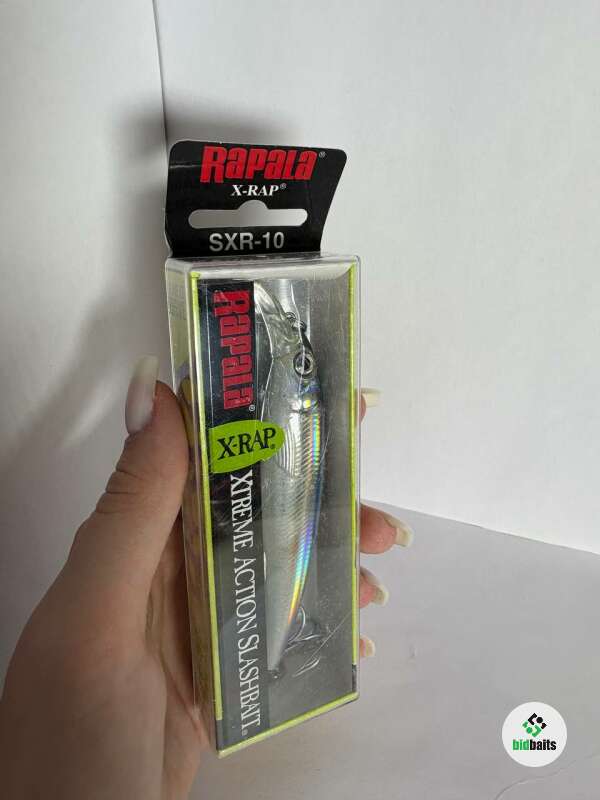 RAPALA®
X-RAP®
SXR-10
RAPALA®
X-RAP®
XTREME ACTION SLASHBAIT®
bidbaits